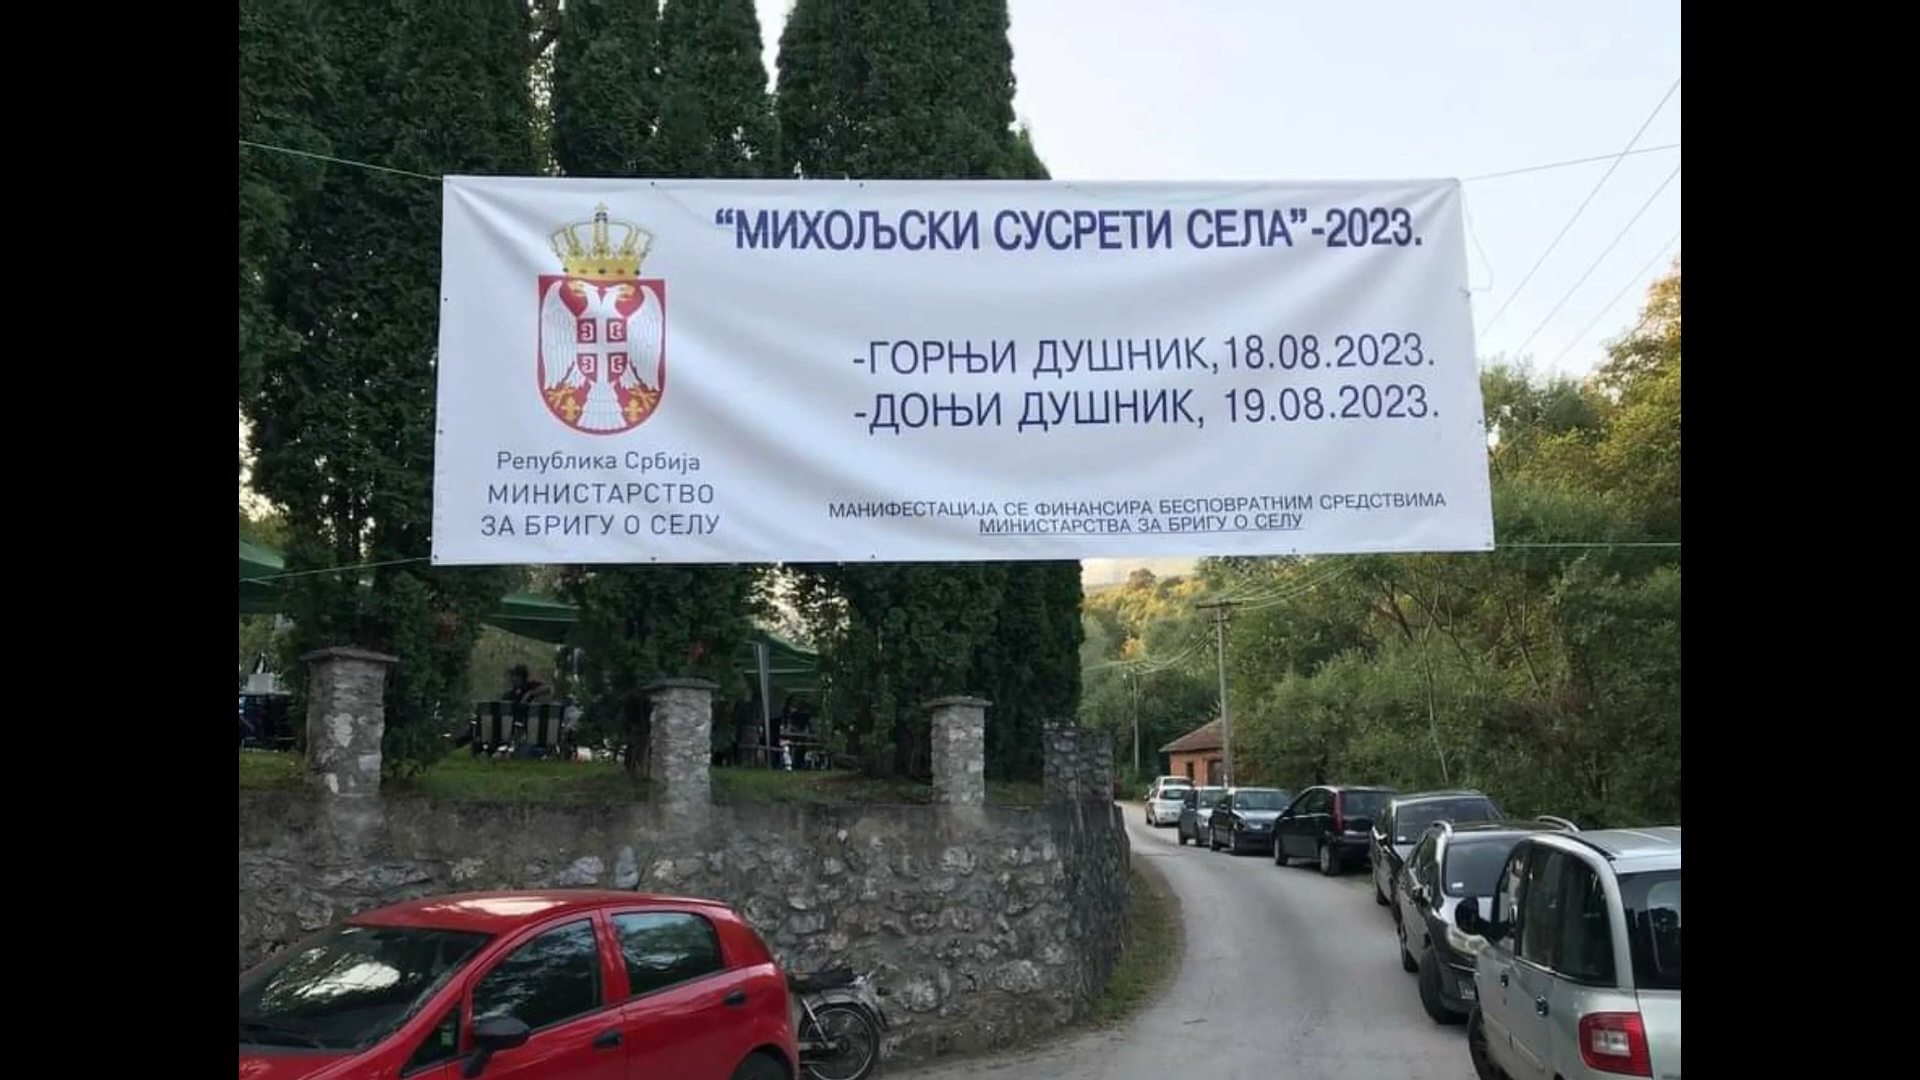 “МИХОЉСКИ СУСРЕТИ СЕЛА”-2023.
-ГОРЊИ ДУШНИК,18.08.2023.
-ДОЊИ ДУШНИК, 19.08.2023.
Република Србија
МИНИСТАРСТВО
ЗА БРИГУ О СЕЛУ
МАНИФЕСТАЦИЈА СЕ ФИНАНСИРА БЕСПОВРАТНИМ СРЕДСТВИМА
МИНИСТАРСТВА ЗА БРИГУ О СЕЛУ